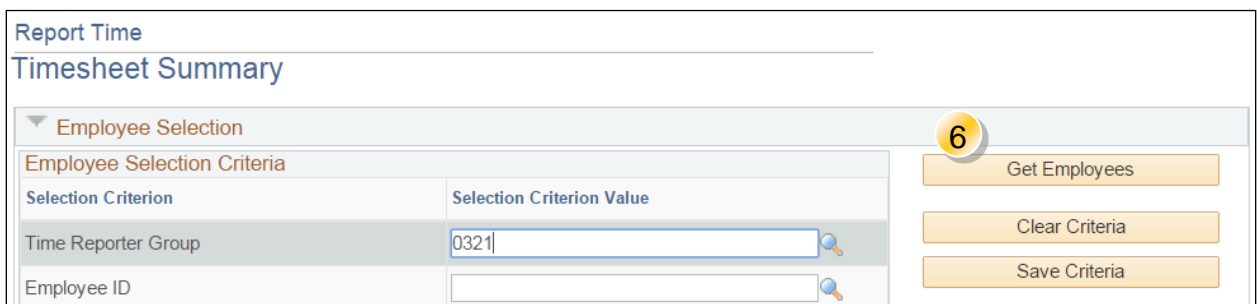 Report Time
Timesheet Summary
Employee Selection
6
Employee Selection Criteria
Get Employees
Selection Criterion Selection Criterion Value
Clear Criteria
Time Reporter Group 0321
Save Criteria
Employee ID